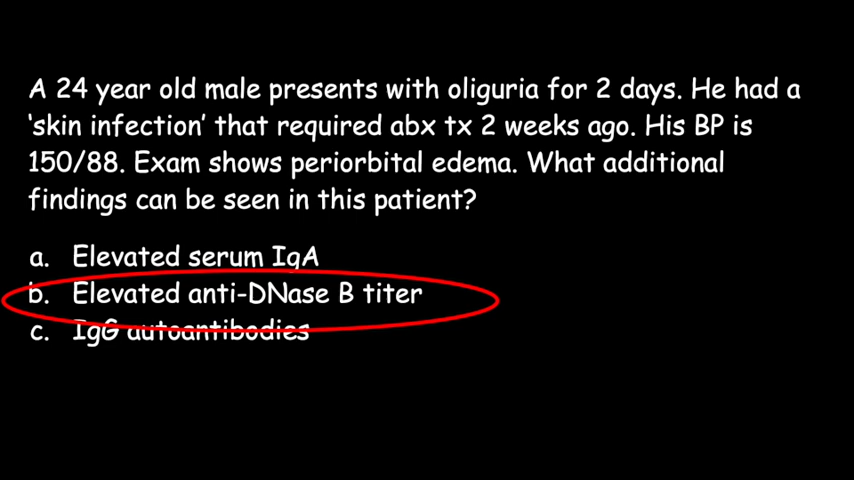 A 24 year old male presents with oliguria for 2 days. He had a
‘skin infection’ that required abx tx 2 weeks ago. His BP is
150/88. Exam shows periorbital edema. What additional
findings can be seen in this patient?
a. Elevated serum IgA
b. Elevated anti-DNase B titer
c. IgG autoantibodies